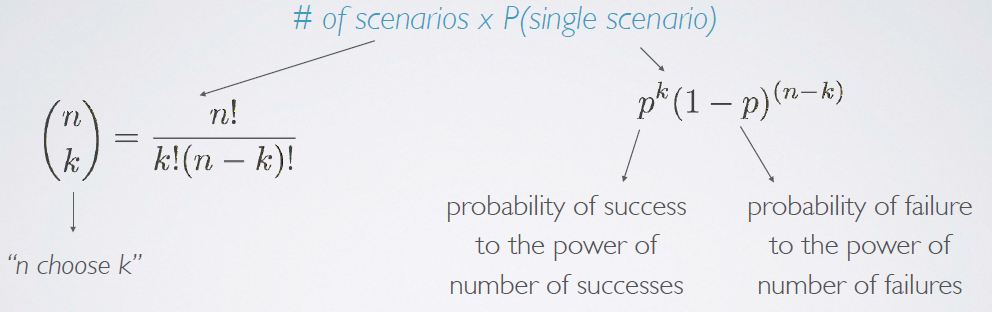 # of scenarios x P(single scenario)
(n k) = n! / k!(n − k)!
p^k(1 − p)^(n−k)
"n choose k"
probability of success
to the power of
number of successes
probability of failure
to the power of
number of failures